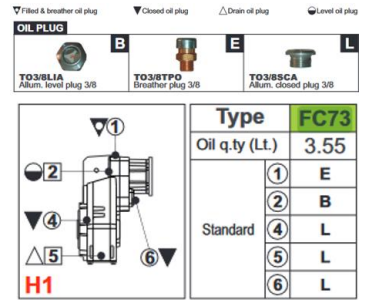 Filled & breather oil plug Closed oil plug Drain oil plug Level oil plug
OIL PLUG
B E L
TO3/8LIA TO3/8TPO TO3/8SCA
Allum. level plug 3/8 Breather plug 3/8 Allum. closed plug 3/8
1
2
4
5 6
H1
Type FC73
Oil q.ty (Lt.) 3.55
Standard
1 E
2 B
4 L
5 L
6 L